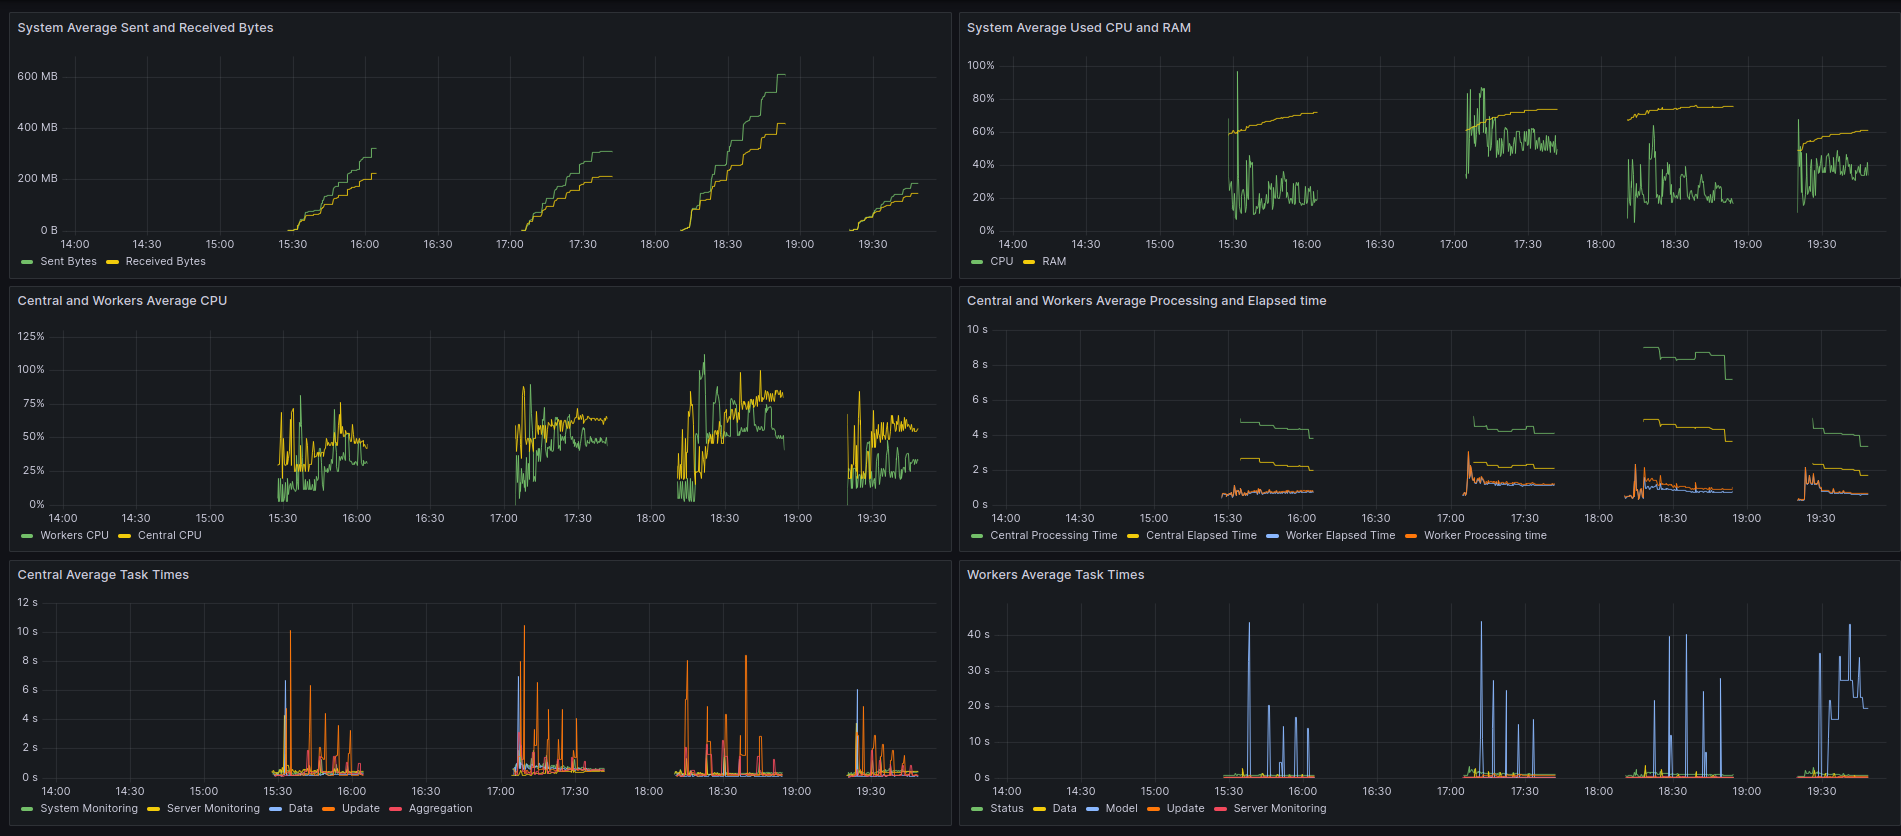 System Average Sent and Received Bytes
600 MB
400 MB
200 MB
0 B
14:00 14:30 15:00 15:30 16:00 16:30 17:00 17:30 18:00 18:30 19:00 19:30
Sent Bytes Received Bytes
System Average Used CPU and RAM
100%
80%
60%
40%
20%
0%
14:00 14:30 15:00 15:30 16:00 16:30 17:00 17:30 18:00 18:30 19:00 19:30
CPU RAM
Central and Workers Average CPU
125%
100%
75%
50%
25%
0%
14:00 14:30 15:00 15:30 16:00 16:30 17:00 17:30 18:00 18:30 19:00 19:30
Workers CPU Central CPU
Central and Workers Average Processing and Elapsed time
10 s
8 s
6 s
4 s
2 s
0 s
14:00 14:30 15:00 15:30 16:00 16:30 17:00 17:30 18:00 18:30 19:00 19:30
Central Processing Time Central Elapsed Time Worker Elapsed Time Worker Processing time
Central Average Task Times
12 s
10 s
8 s
6 s
4 s
2 s
0 s
14:00 14:30 15:00 15:30 16:00 16:30 17:00 17:30 18:00 18:30 19:00 19:30
System Monitoring Server Monitoring Data Update Aggregation
Workers Average Task Times
40 s
30 s
20 s
10 s
0 s
14:00 14:30 15:00 15:30 16:00 16:30 17:00 17:30 18:00 18:30 19:00 19:30
Status Data Model Update Server Monitoring